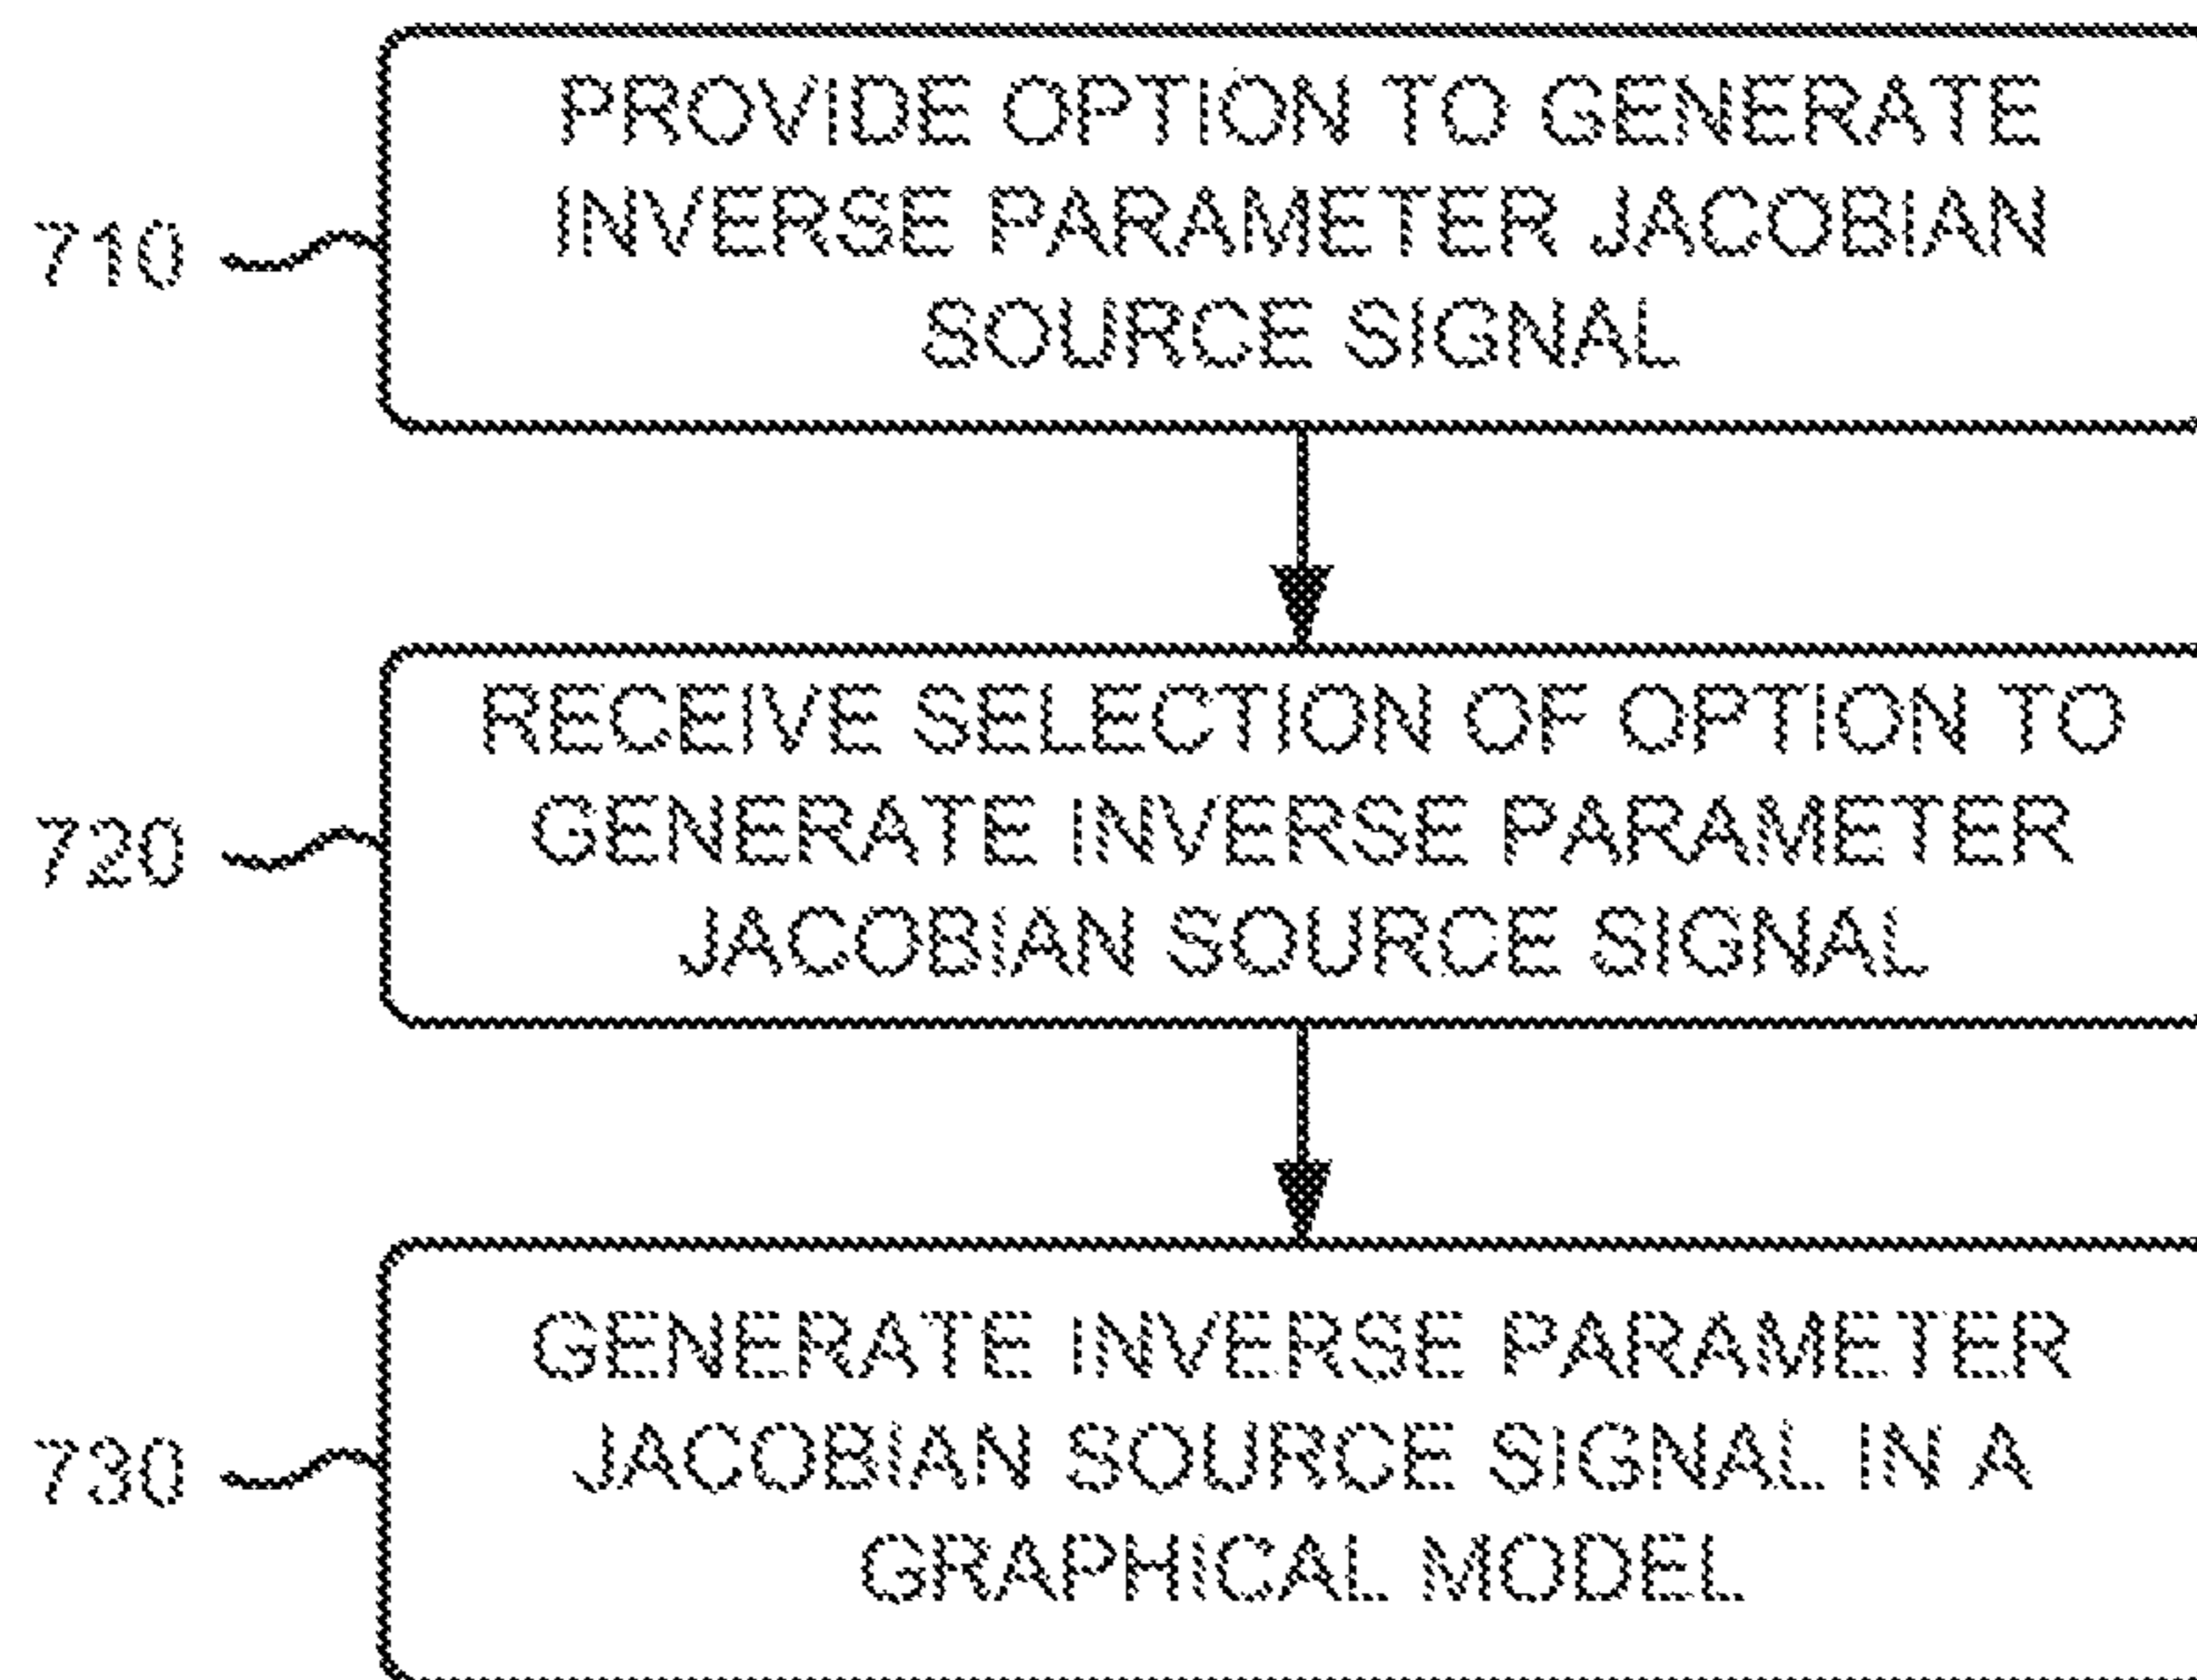 PROVIDE OPTION TO GENERATE
INVERSE PARAMETER JACOBIAN
SOURCE SIGNAL
710
RECEIVE SELECTION OF OPTION TO
GENERATE INVERSE PARAMETER
JACOBIAN SOURCE SIGNAL
720
GENERATE INVERSE PARAMETER
JACOBIAN SOURCE SIGNAL IN A
GRAPHICAL MODEL
730